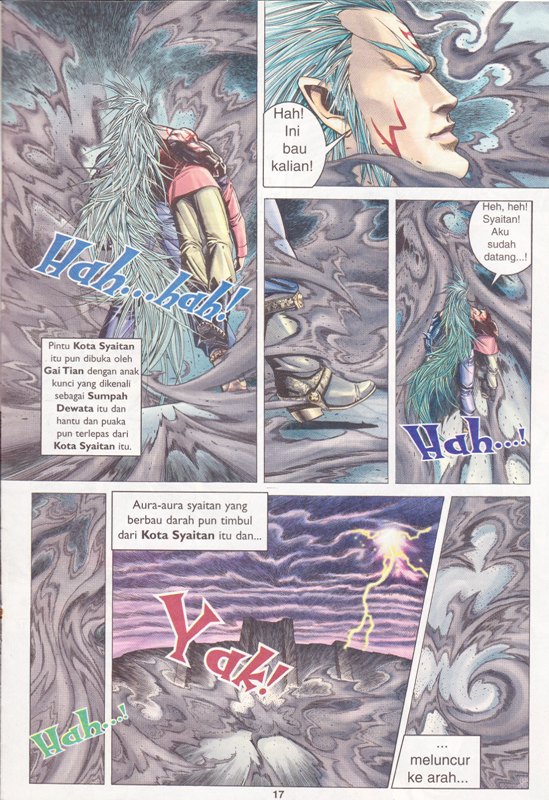 Hah...hah!
Pintu Kota Syaitan
itu pun dibuka oleh
Gai Tian dengan anak
kunci yang dikenali
sebagai Sumpah
Dewata itu dan
hantu dan puaka
pun terlepas dari
Kota Syaitan itu.
Hah!
Ini
bau
kalian!
Heh, heh!
Syaitan!
Aku
sudah
datang...!
Hah...!
Hah...!
Aura-aura syaitan yang
berbau darah pun timbul
dari Kota Syaitan itu dan...
Yak!
...
meluncur
ke arah...
17